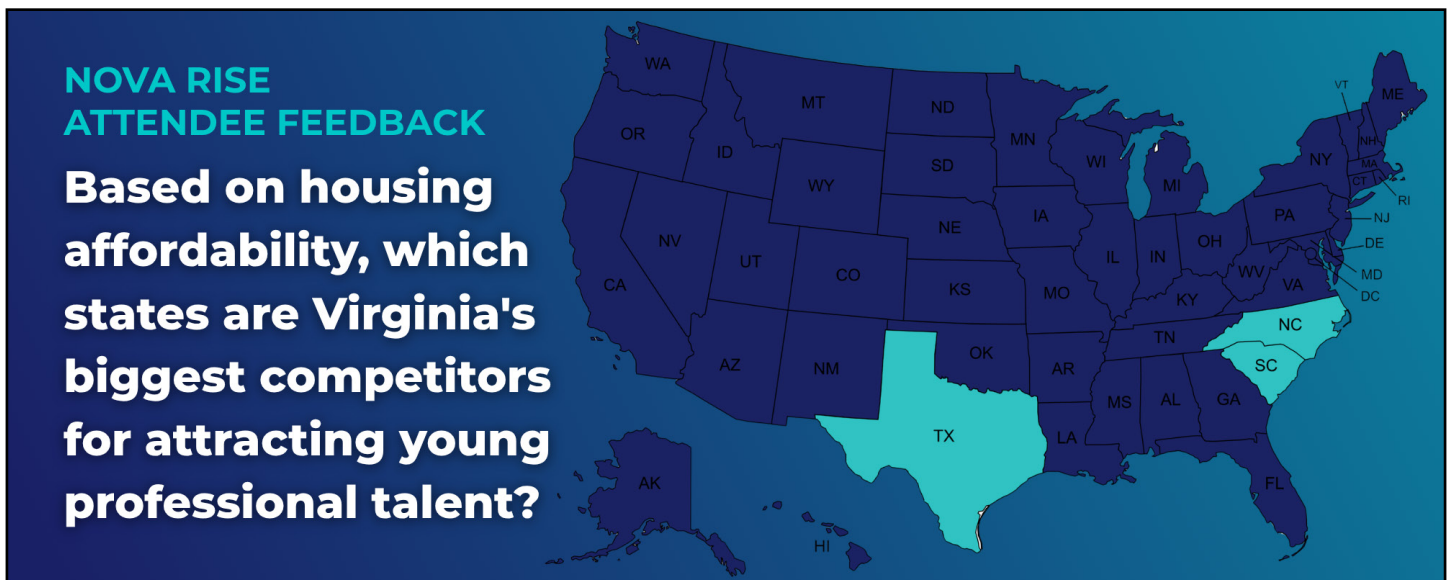 NOVA RISE
ATTENDEE FEEDBACK
Based on housing
affordability, which
states are Virginia's
biggest competitors
for attracting young
professional talent?
WA
OR
ID
MT
ND
MN
SD
WY
NE
IA
WI
MI
IL
IN
OH
PA
NY
VT
NH
ME
MA
CT
RI
NJ
DE
MD
DC
WV
VA
KY
NC
TN
SC
CA
NV
UT
CO
KS
MO
AZ
NM
OK
AR
MS
AL
GA
TX
LA
FL
AK
HI